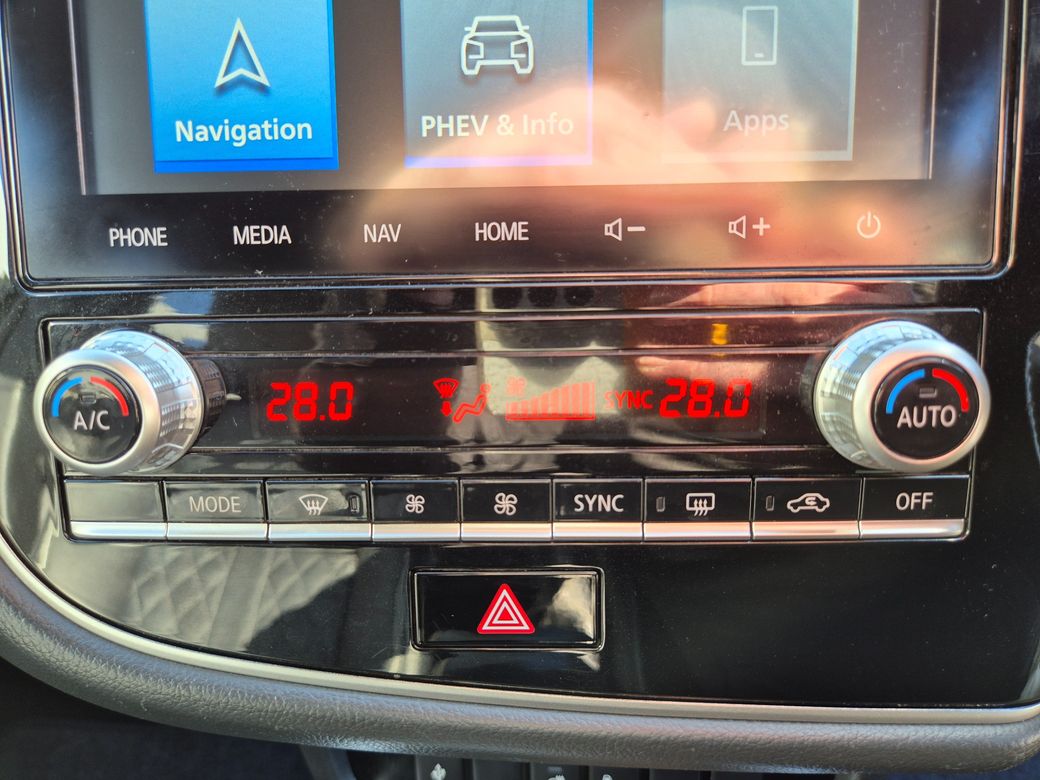 Navigation
PHEV & Info
Apps
PHONE MEDIA NAV HOME
28.0 SYNC 28.0
A/C
AUTO
MODE SYNC OFF